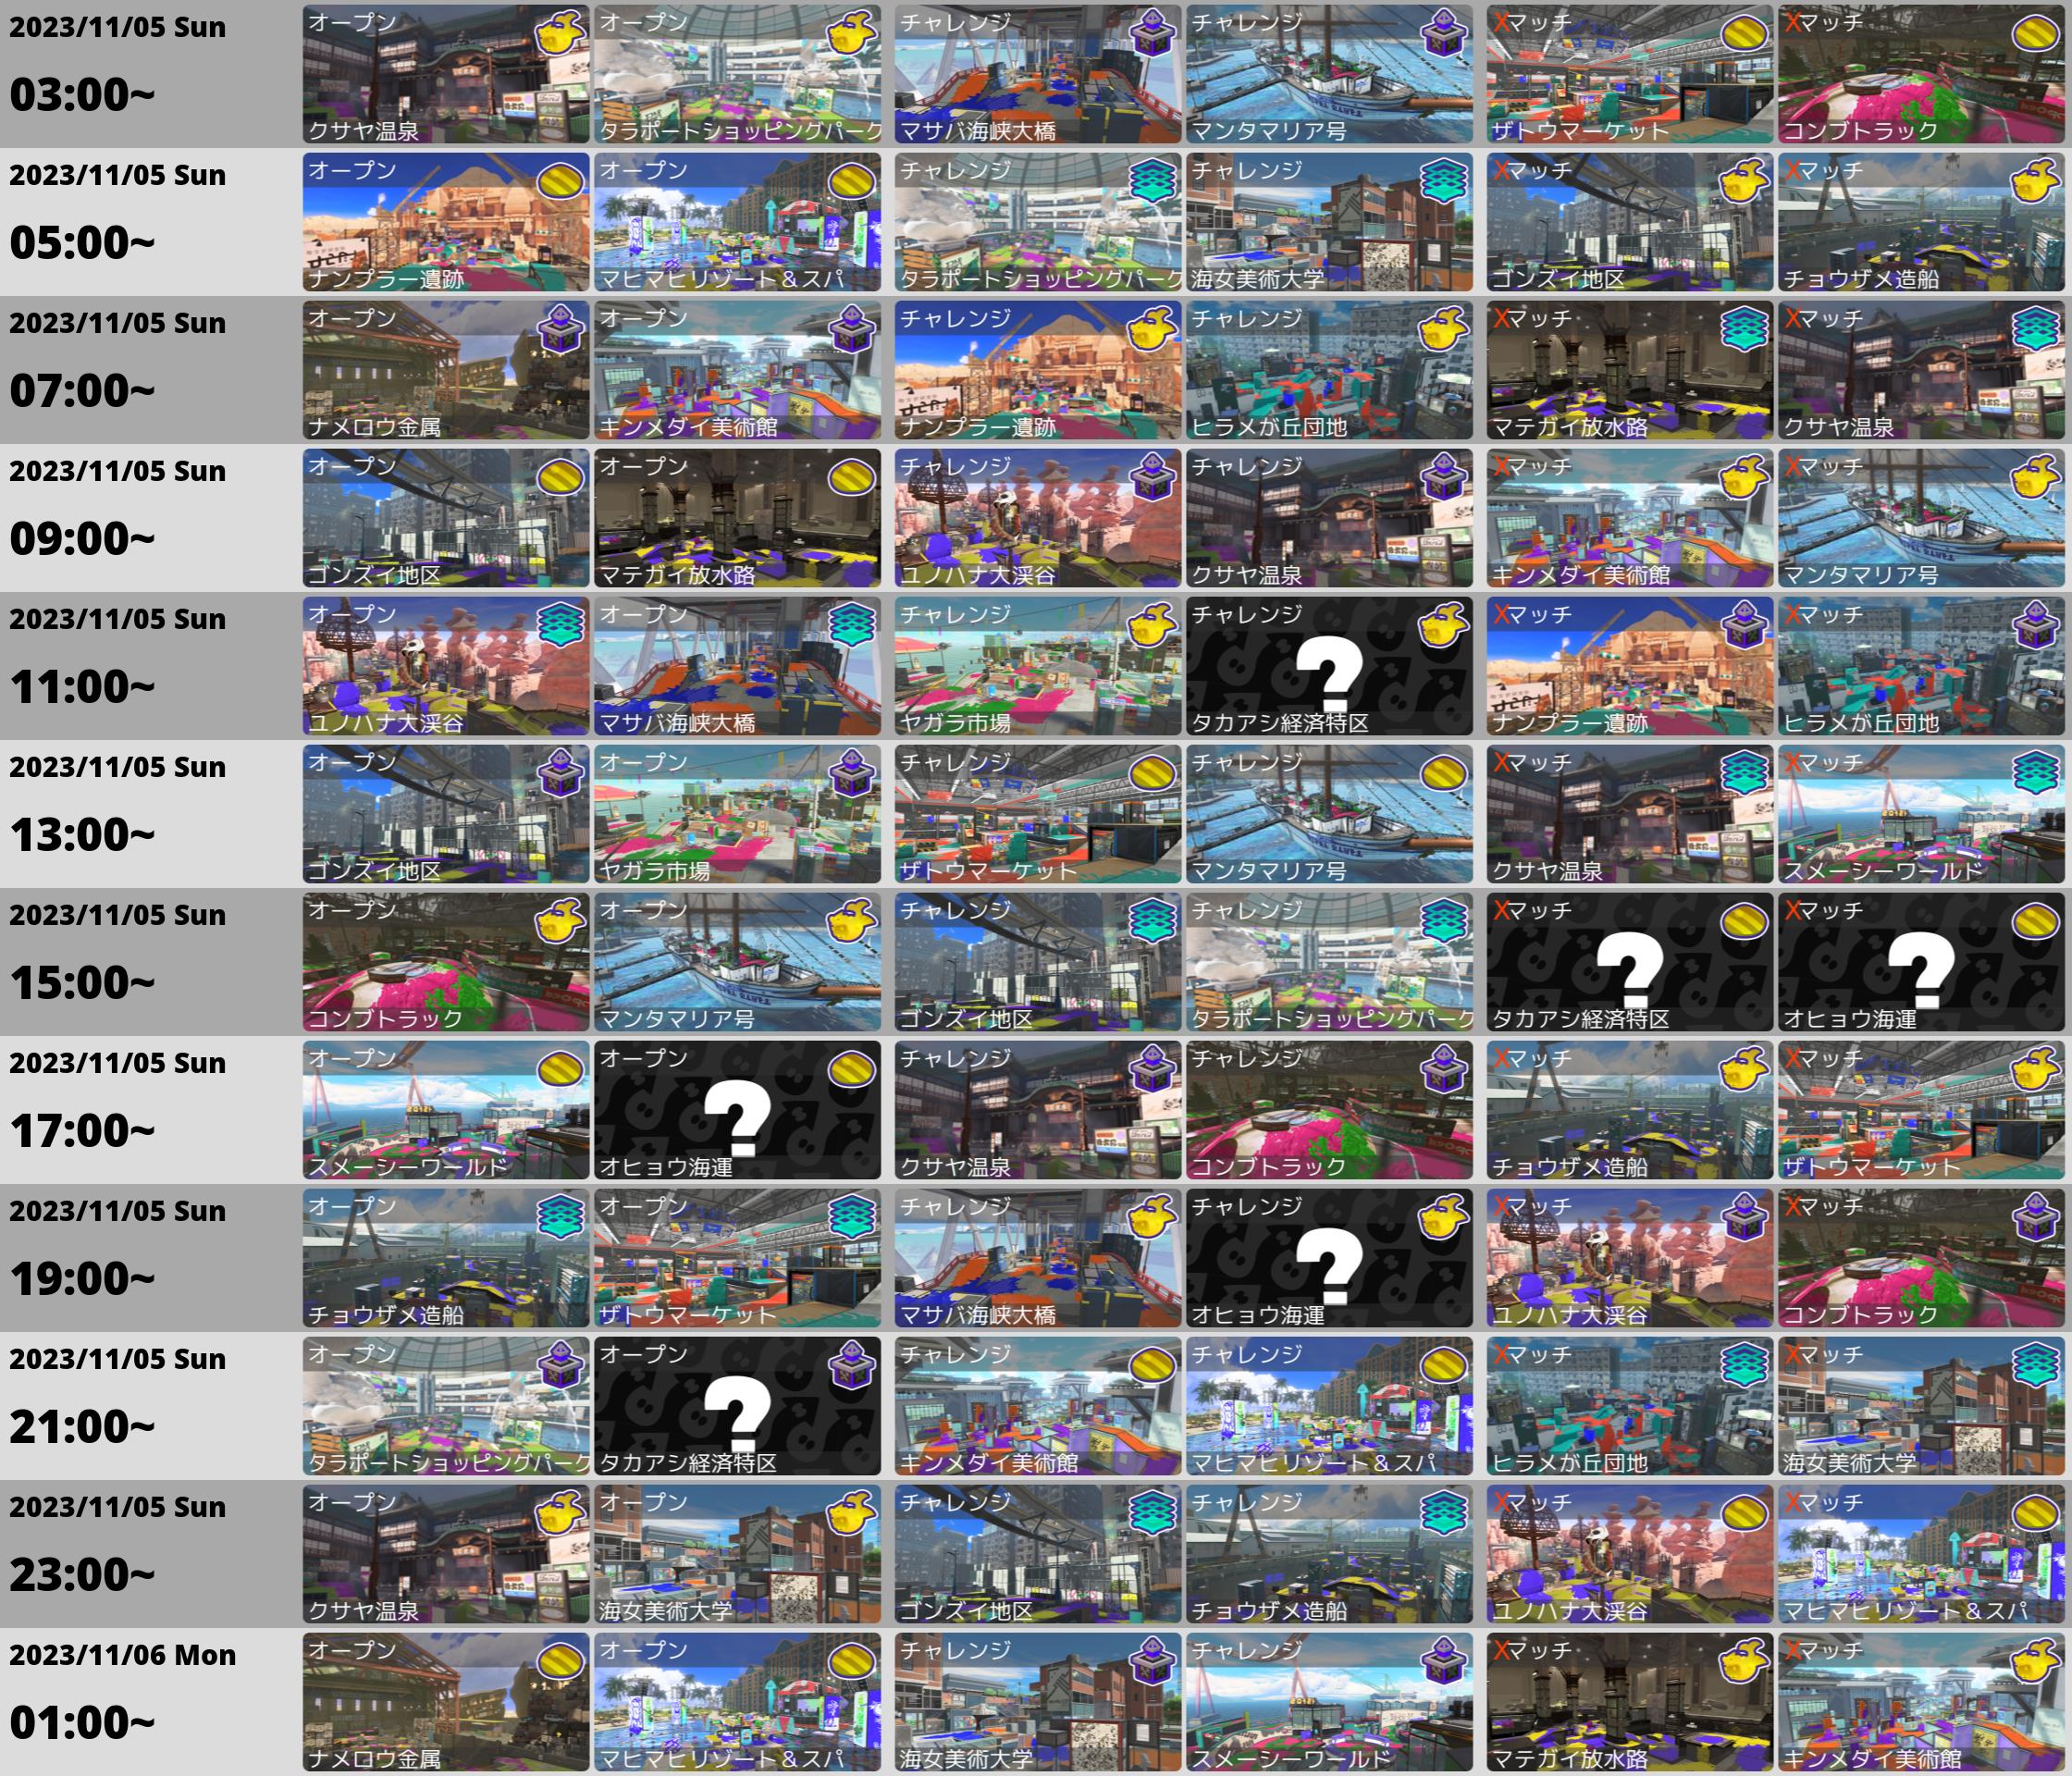 2023/11/05 Sun
03:00~
オープン
クサヤ温泉
オープン
タラポートショッピングパーク
チャレンジ
マサバ海峡大橋
チャレンジ
マンタマリア号
Xマッチ
ザトウマーケット
Xマッチ
コンブトラック
2023/11/05 Sun
05:00~
オープン
ナンプラー遺跡
オープン
マヒマヒリゾート＆スパ
チャレンジ
タラポートショッピングパーク
チャレンジ
海女美術大学
Xマッチ
ゴンズイ地区
Xマッチ
チョウザメ造船
2023/11/05 Sun
07:00~
オープン
ナメロウ金属
オープン
キンメダイ美術館
チャレンジ
ナンプラー遺跡
チャレンジ
ヒラメが丘団地
Xマッチ
マテガイ放水路
Xマッチ
クサヤ温泉
2023/11/05 Sun
09:00~
オープン
ゴンズイ地区
オープン
マテガイ放水路
チャレンジ
ユノハナ大渓谷
チャレンジ
クサヤ温泉
Xマッチ
キンメダイ美術館
Xマッチ
マンタマリア号
2023/11/05 Sun
11:00~
オープン
ユノハナ大渓谷
オープン
マサバ海峡大橋
チャレンジ
ヤガラ市場
チャレンジ
?
タカアシ経済特区
Xマッチ
ナンプラー遺跡
Xマッチ
ヒラメが丘団地
2023/11/05 Sun
13:00~
オープン
ゴンズイ地区
オープン
ヤガラ市場
チャレンジ
ザトウマーケット
チャレンジ
マンタマリア号
Xマッチ
クサヤ温泉
Xマッチ
スメーシーワールド
2023/11/05 Sun
15:00~
オープン
コンブトラック
オープン
マンタマリア号
チャレンジ
ゴンズイ地区
チャレンジ
タラポートショッピングパーク
Xマッチ
?
タカアシ経済特区
Xマッチ
?
オヒョウ海運
2023/11/05 Sun
17:00~
オープン
スメーシーワールド
オープン
?
オヒョウ海運
チャレンジ
クサヤ温泉
チャレンジ
コンブトラック
Xマッチ
チョウザメ造船
Xマッチ
ザトウマーケット
2023/11/05 Sun
19:00~
オープン
チョウザメ造船
オープン
ザトウマーケット
チャレンジ
マサバ海峡大橋
チャレンジ
?
オヒョウ海運
Xマッチ
ユノハナ大渓谷
Xマッチ
コンブトラック
2023/11/05 Sun
21:00~
オープン
タラポートショッピングパーク
オープン
?
タカアシ経済特区
チャレンジ
キンメダイ美術館
チャレンジ
マヒマヒリゾート＆スパ
Xマッチ
ヒラメが丘団地
Xマッチ
海女美術大学
2023/11/05 Sun
23:00~
オープン
クサヤ温泉
オープン
海女美術大学
チャレンジ
ゴンズイ地区
チャレンジ
チョウザメ造船
Xマッチ
ユノハナ大渓谷
Xマッチ
マヒマヒリゾート＆スパ
2023/11/06 Mon
01:00~
オープン
ナメロウ金属
オープン
マヒマヒリゾート＆スパ
チャレンジ
海女美術大学
チャレンジ
スメーシーワールド
Xマッチ
マテガイ放水路
Xマッチ
キンメダイ美術館